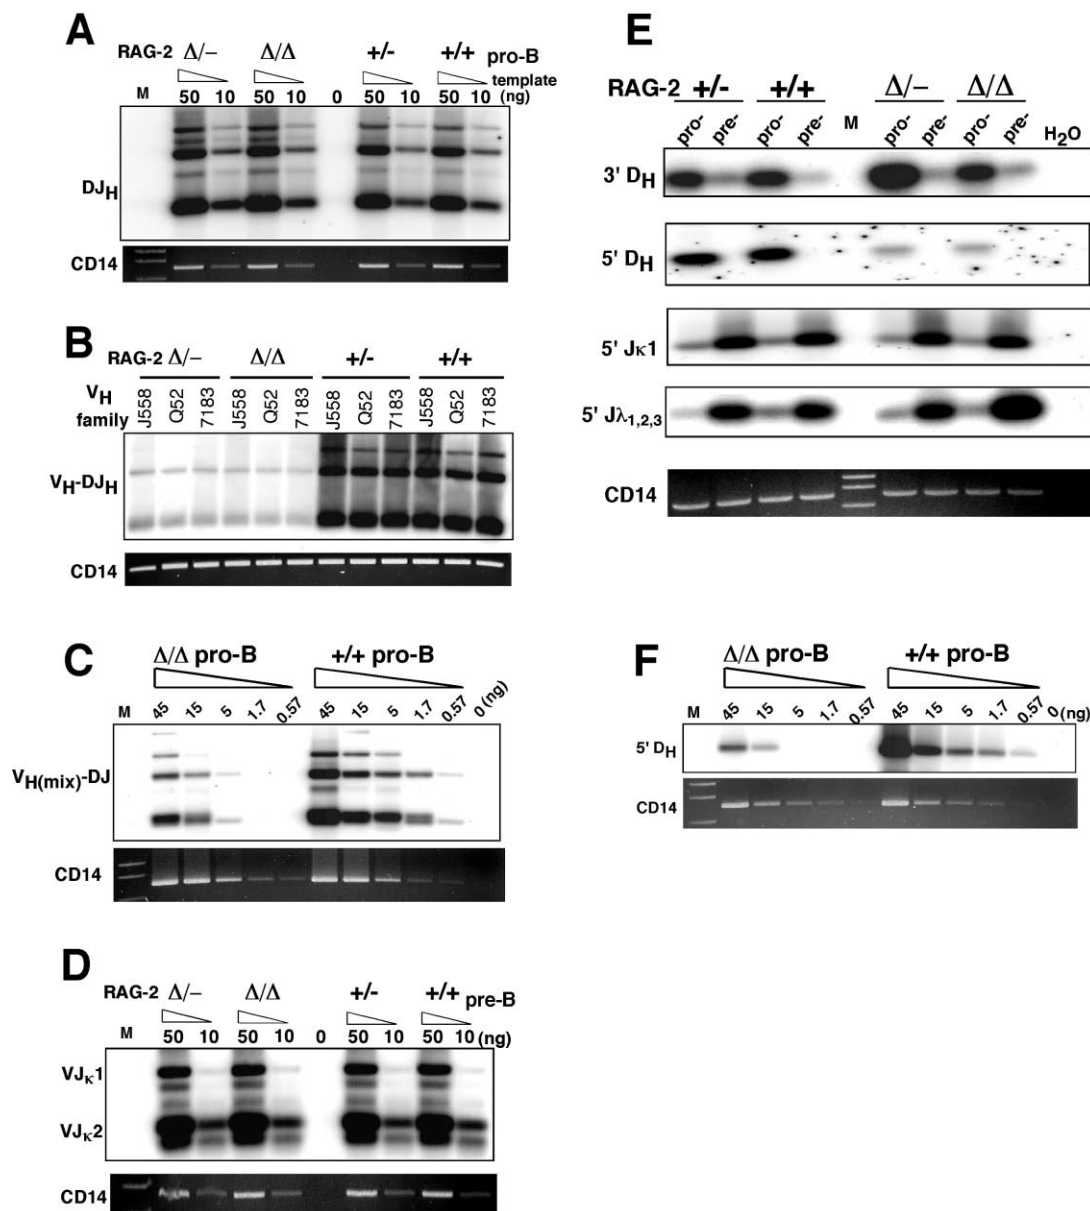 A
RAG-2 Δ/− Δ/Δ +/- +/+ pro-B
template
M 50 10 50 10 0 50 10 50 10 (ng)
DJH
CD14
B
RAG-2 Δ/− Δ/Δ +/- +/+
VH family J558 Q52 7183 J558 Q52 7183 J558 Q52 7183 J558 Q52 7183
VH-DJH
CD14
C
Δ/Δ pro-B +/+ pro-B
M 45 15 5 1.7 0.57 45 15 5 1.7 0.57 0 (ng)
VH(mix)-DJ
CD14
D
RAG-2 Δ/− Δ/Δ +/- +/+ pre-B
M 50 10 50 10 0 50 10 50 10 (ng)
VJκ1
VJκ2
CD14
E
RAG-2 +/- +/+ Δ/− Δ/Δ
pro- pre- pro- pre- M pro- pre- pro- pre- H2O
3' DH
5' DH
5' Jκ1
5' Jλ1,2,3
CD14
F
Δ/Δ pro-B +/+ pro-B
M 45 15 5 1.7 0.57 45 15 5 1.7 0.57 0 (ng)
5' DH
CD14